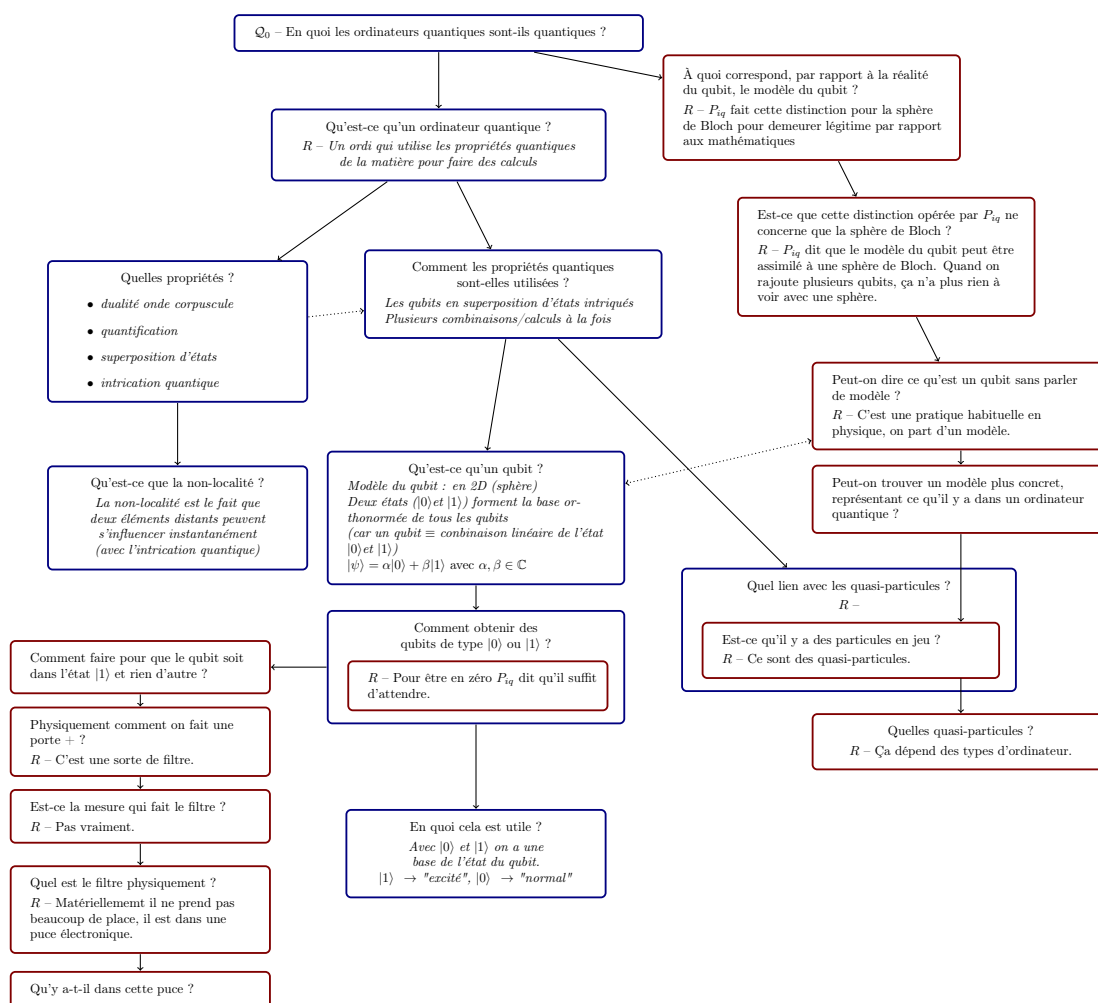 𝒬₀ – En quoi les ordinateurs quantiques sont-ils quantiques ?
À quoi correspond, par rapport à la réalité
du qubit, le modèle du qubit ?
R – P_{iq} fait cette distinction pour la sphère
de Bloch pour demeurer légitime par rapport
aux mathématiques
Qu'est-ce qu'un ordinateur quantique ?
R – Un ordi qui utilise les propriétés quantiques
de la matière pour faire des calculs
Est-ce que cette distinction opérée par P_{iq} ne
concerne que la sphère de Bloch ?
R – P_{iq} dit que le modèle du qubit peut être
assimilé à une sphère de Bloch. Quand on
rajoute plusieurs qubits, ça n'a plus rien à
voir avec une sphère.
Quelles propriétés ?
• dualité onde corpuscule
• quantification
• superposition d'états
• intrication quantique
Comment les propriétés quantiques
sont-elles utilisées ?
Les qubits en superposition d'états intriqués
Plusieurs combinaisons/calculs à la fois
Peut-on dire ce qu'est un qubit sans parler
de modèle ?
R – C'est une pratique habituelle en
physique, on part d'un modèle.
Qu'est-ce que la non-localité ?
La non-localité est le fait que
deux éléments distants peuvent
s'influencer instantanément
(avec l'intrication quantique)
Qu'est-ce qu'un qubit ?
Modèle du qubit : en 2D (sphère)
Deux états (|0⟩et |1⟩) forment la base or-
thonormée de tous les qubits
(car un qubit ≡ conbinaison linéaire de l'état
|0⟩et |1⟩)
|ψ⟩ = α|0⟩ + β|1⟩ avec α, β ∈ ℂ
Peut-on trouver un modèle plus concret,
représentant ce qu'il y a dans un ordinateur
quantique ?
Quel lien avec les quasi-particules ?
R –
Est-ce qu'il y a des particules en jeu ?
R – Ce sont des quasi-particules.
Comment obtenir des
qubits de type |0⟩ ou |1⟩ ?
R – Pour être en zéro P_{iq} dit qu'il suffit
d'attendre.
Comment faire pour que le qubit soit
dans l'état |1⟩ et rien d'autre ?
Physiquement comment on fait une
porte + ?
R – C'est une sorte de filtre.
Quelles quasi-particules ?
R – Ça dépend des types d'ordinateur.
Est-ce la mesure qui fait le filtre ?
R – Pas vraiment.
En quoi cela est utile ?
Avec |0⟩ et |1⟩ on a une
base de l'état du qubit.
|1⟩ → "excité", |0⟩ → "normal"
Quel est le filtre physiquement ?
R – Matériellememt il ne prend pas
beaucoup de place, il est dans une
puce électronique.
Qu'y a-t-il dans cette puce ?